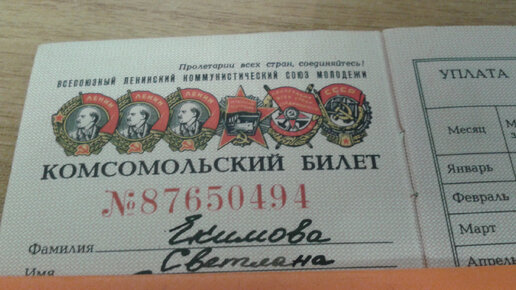 Пролетарии всех стран, соединяйтесь!
ВСЕСОЮЗНЫЙ ЛЕНИНСКИЙ КОММУНИСТИЧЕСКИЙ СОЮЗ МОЛОДЕЖИ
ЛЕНИН ЛЕНИН ЛЕНИН СССР
КОМСОМОЛЬСКИЙ БИЛЕТ
№87650494
Фамилия Екимова
Имя Светлана
УПЛАТА
Месяц
Январь
Февраль
Март
Апрель